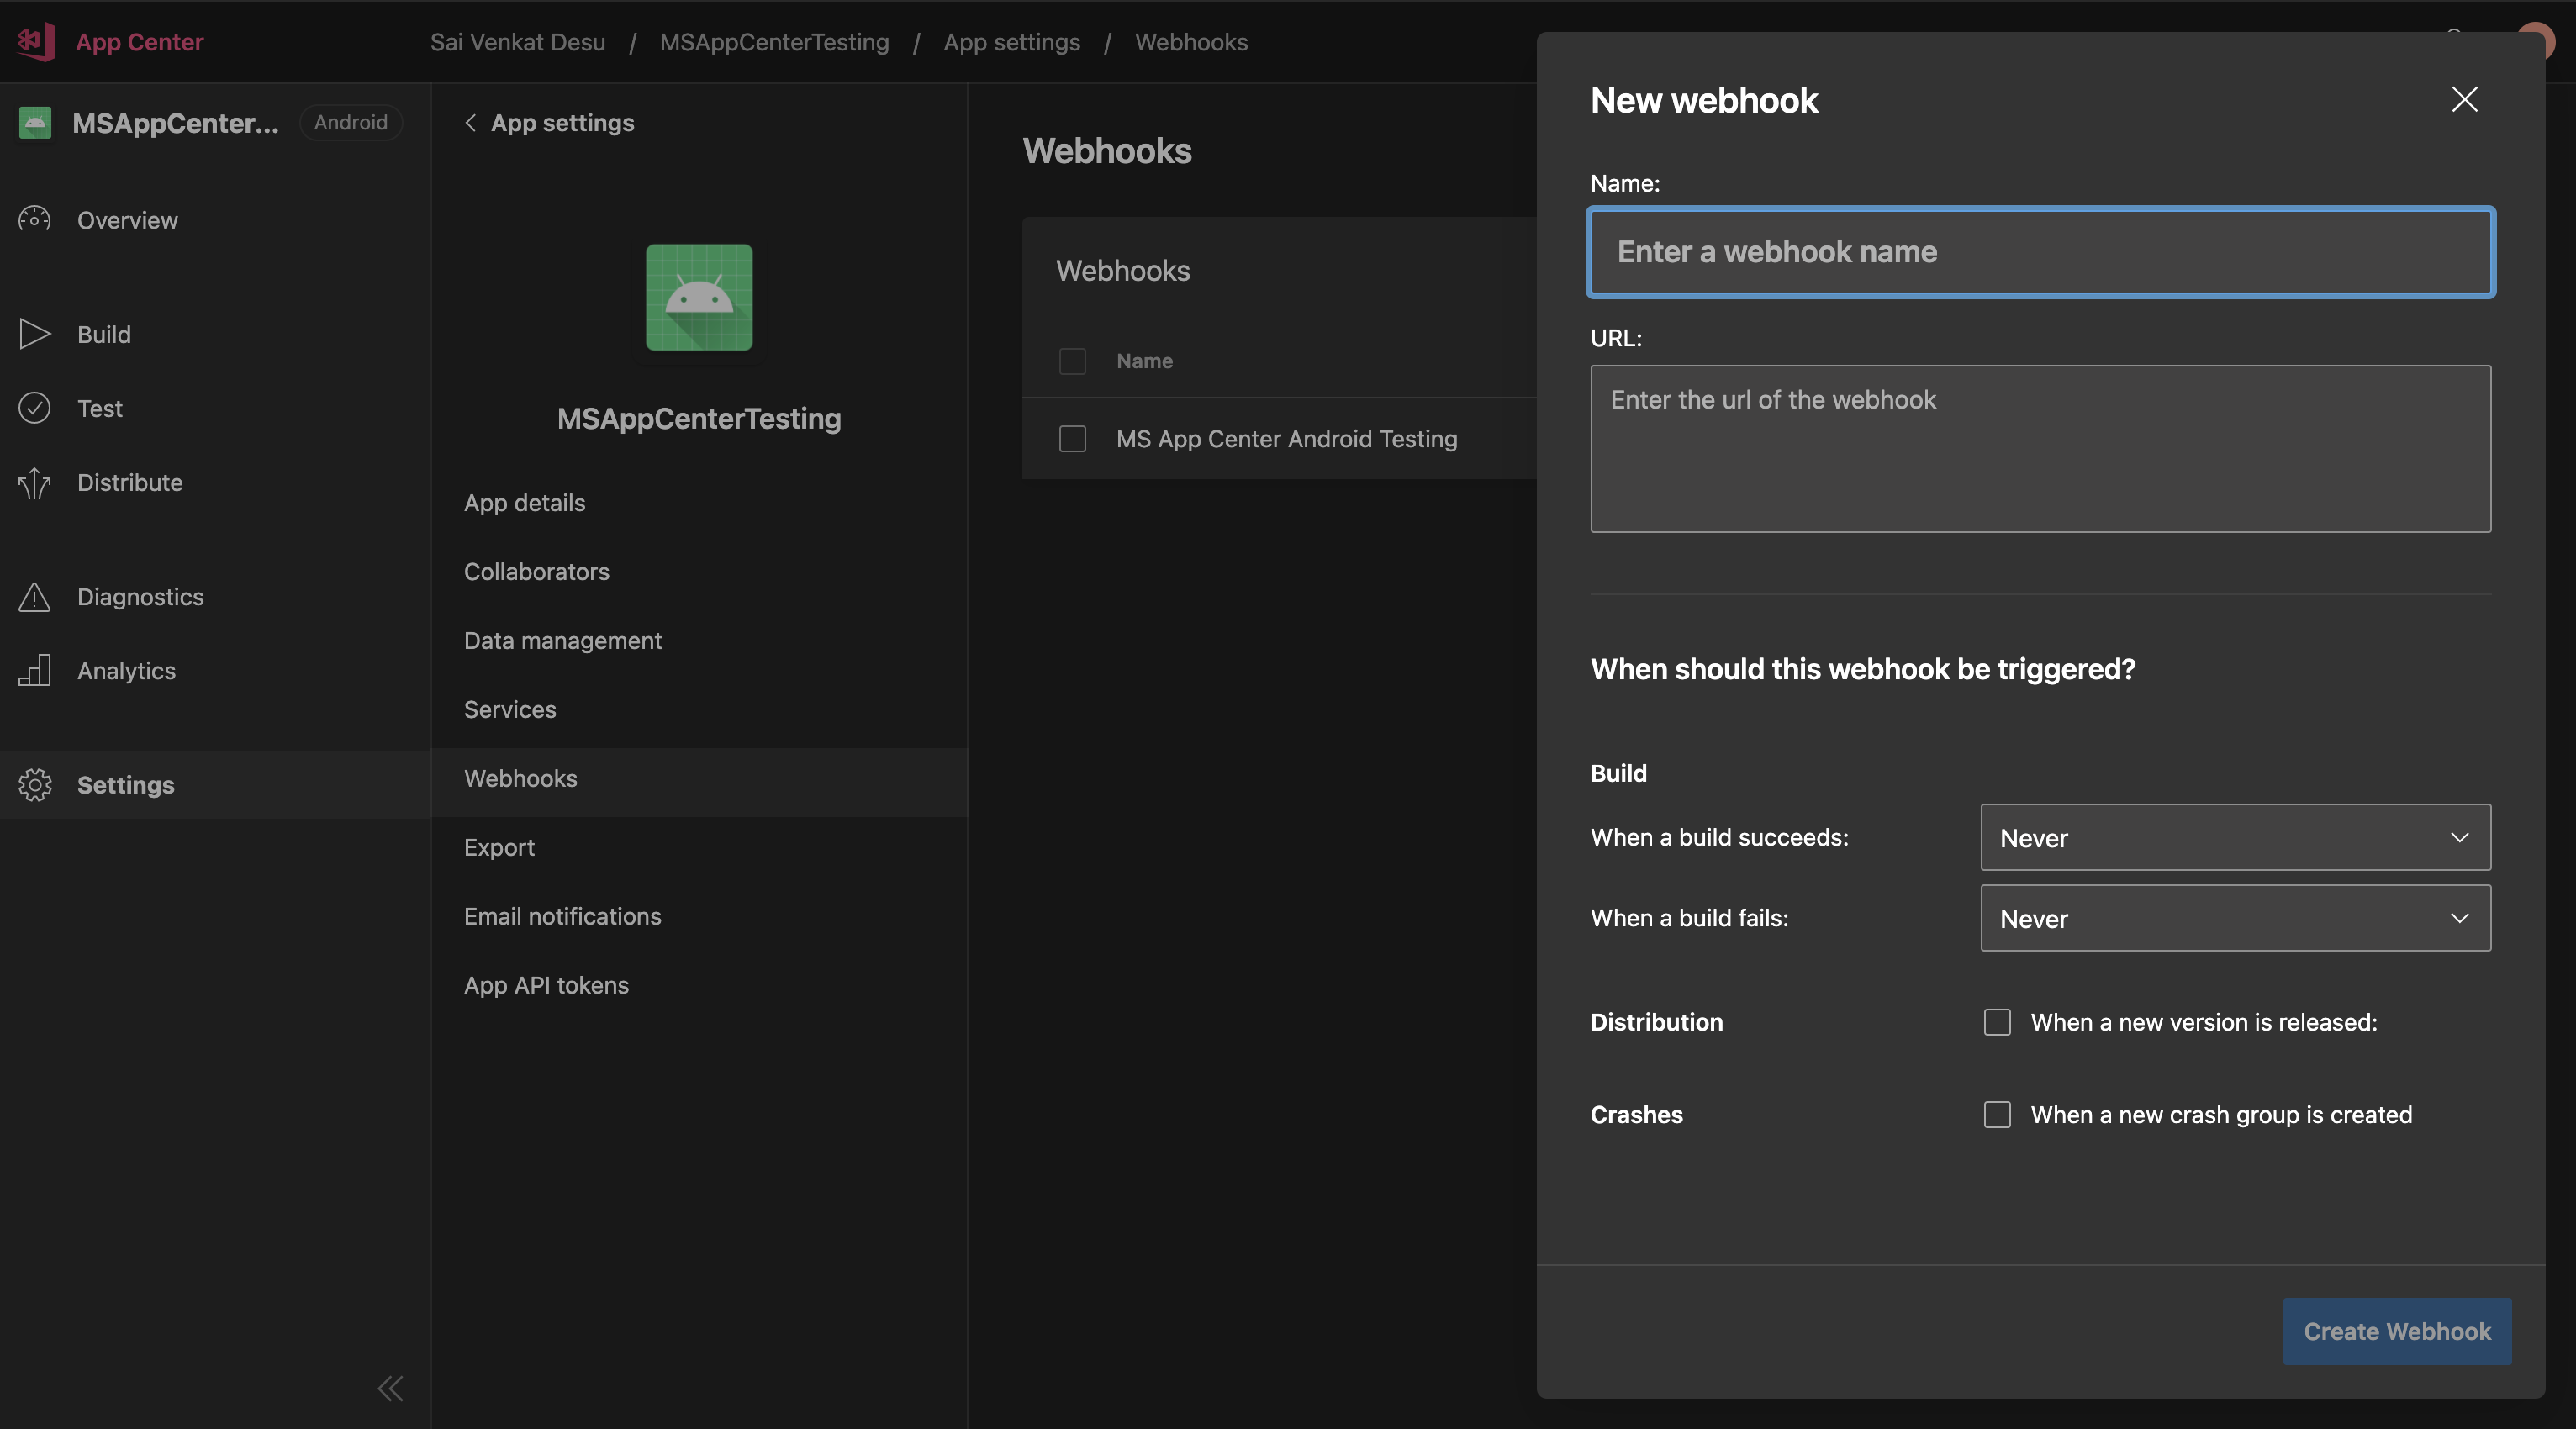 App Center
Sai Venkat Desu / MSAppCenterTesting / App settings / Webhooks
MSAppCenter... Android
Overview
Build
Test
Distribute
Diagnostics
Analytics
Settings
App settings
MSAppCenterTesting
App details
Collaborators
Data management
Services
Webhooks
Export
Email notifications
App API tokens
Webhooks
Webhooks
Name
MS App Center Android Testing
New webhook
Name:
Enter a webhook name
URL:
Enter the url of the webhook
When should this webhook be triggered?
Build
When a build succeeds: Never
When a build fails: Never
Distribution When a new version is released:
Crashes When a new crash group is created
Create Webhook